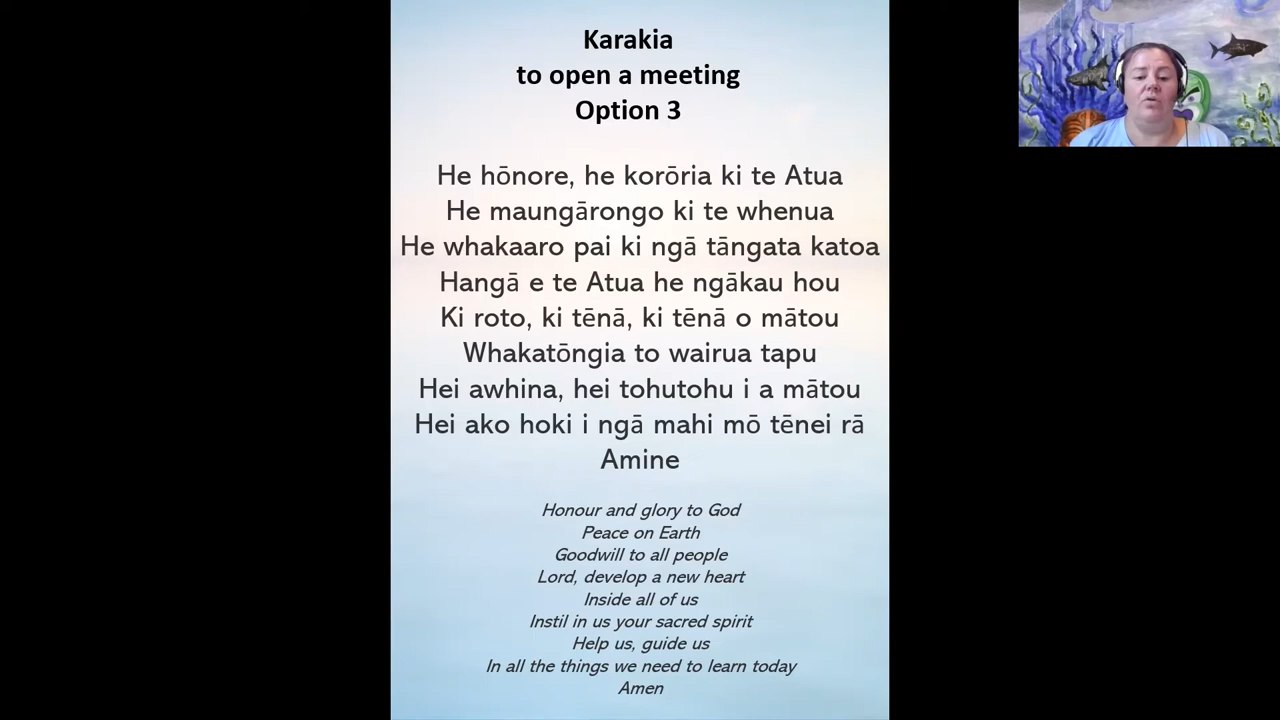 Karakia
to open a meeting
Option 3
He hōnore, he korōria ki te Atua
He maungārongo ki te whenua
He whakaaro pai ki ngā tāngata katoa
Hangā e te Atua he ngākau hou
Ki roto, ki tēnā, ki tēnā o mātou
Whakatōngia to wairua tapu
Hei awhina, hei tohutohu i a mātou
Hei ako hoki i ngā mahi mō tēnei rā
Amine
Honour and glory to God
Peace on Earth
Goodwill to all people
Lord, develop a new heart
Inside all of us
Instil in us your sacred spirit
Help us, guide us
In all the things we need to learn today
Amen